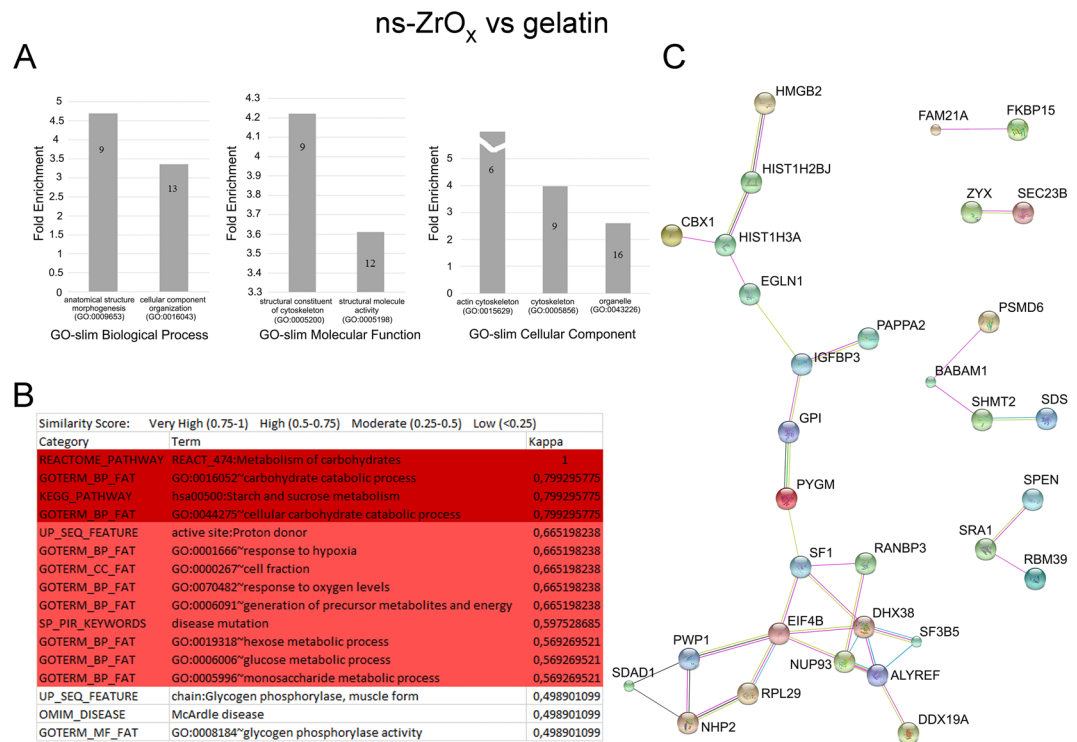 ns-ZrOx vs gelatin
A
Fold Enrichment
5
4.5
4
3.5
3
2.5
2
1.5
1
0.5
0
9
13
anatomical structure
morphogenesis
(GO:0009653)
cellular component
organization
(GO:0016043)
GO-slim Biological Process
Fold Enrichment
4.3
4.2
4.1
4
3.9
3.8
3.7
3.6
3.5
3.4
3.3
9
12
structural constituent
of cytoskeleton
(GO:0005200)
structural molecule
activity
(GO:0005198)
GO-slim Molecular Function
Fold Enrichment
5
4
3
2
1
0
6
9
16
actin cytoskeleton
(GO:0015629)
cytoskeleton
(GO:0005856)
organelle
(GO:0043226)
GO-slim Cellular Component
B
Similarity Score: Very High (0.75-1) High (0.5-0.75) Moderate (0.25-0.5) Low (<0.25)
Category Term Kappa
REACTOME_PATHWAY REACT_474:Metabolism of carbohydrates 1
GOTERM_BP_FAT GO:0016052~carbohydrate catabolic process 0,799295775
KEGG_PATHWAY hsa00500:Starch and sucrose metabolism 0,799295775
GOTERM_BP_FAT GO:0044275~cellular carbohydrate catabolic process 0,799295775
UP_SEQ_FEATURE active site:Proton donor 0,665198238
GOTERM_BP_FAT GO:0001666~response to hypoxia 0,665198238
GOTERM_CC_FAT GO:0000267~cell fraction 0,665198238
GOTERM_BP_FAT GO:0070482~response to oxygen levels 0,665198238
GOTERM_BP_FAT GO:0006091~generation of precursor metabolites and energy 0,665198238
SP_PIR_KEYWORDS disease mutation 0,597528685
GOTERM_BP_FAT GO:0019318~hexose metabolic process 0,569269521
GOTERM_BP_FAT GO:0006006~glucose metabolic process 0,569269521
GOTERM_BP_FAT GO:0005996~monosaccharide metabolic process 0,569269521
UP_SEQ_FEATURE chain:Glycogen phosphorylase, muscle form 0,498901099
OMIM_DISEASE McArdle disease 0,498901099
GOTERM_MF_FAT GO:0008184~glycogen phosphorylase activity 0,498901099
C
HMGB2
FAM21A
FKBP15
HIST1H2BJ
ZYX
SEC23B
CBX1
HIST1H3A
EGLN1
PSMD6
PAPPA2
IGFBP3
BABAM1
GPI
SHMT2
SDS
PYGM
SPEN
SF1
RANBP3
SRA1
RBM39
EIF4B
DHX38
SF3B5
PWP1
NUP93
ALYREF
SDAD1
RPL29
NHP2
DDX19A